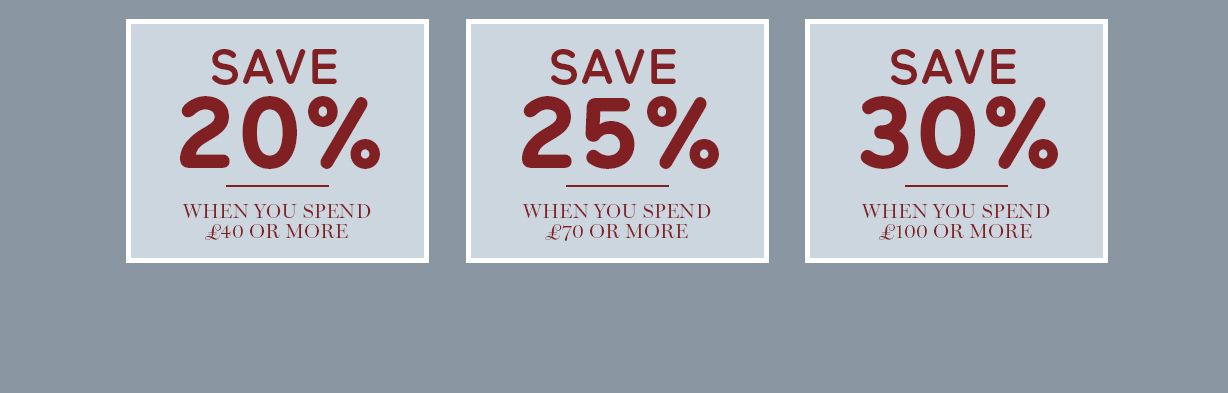 SAVE
20%
WHEN YOU SPEND
£40 OR MORE
SAVE
25%
WHEN YOU SPEND
£70 OR MORE
SAVE
30%
WHEN YOU SPEND
£100 OR MORE